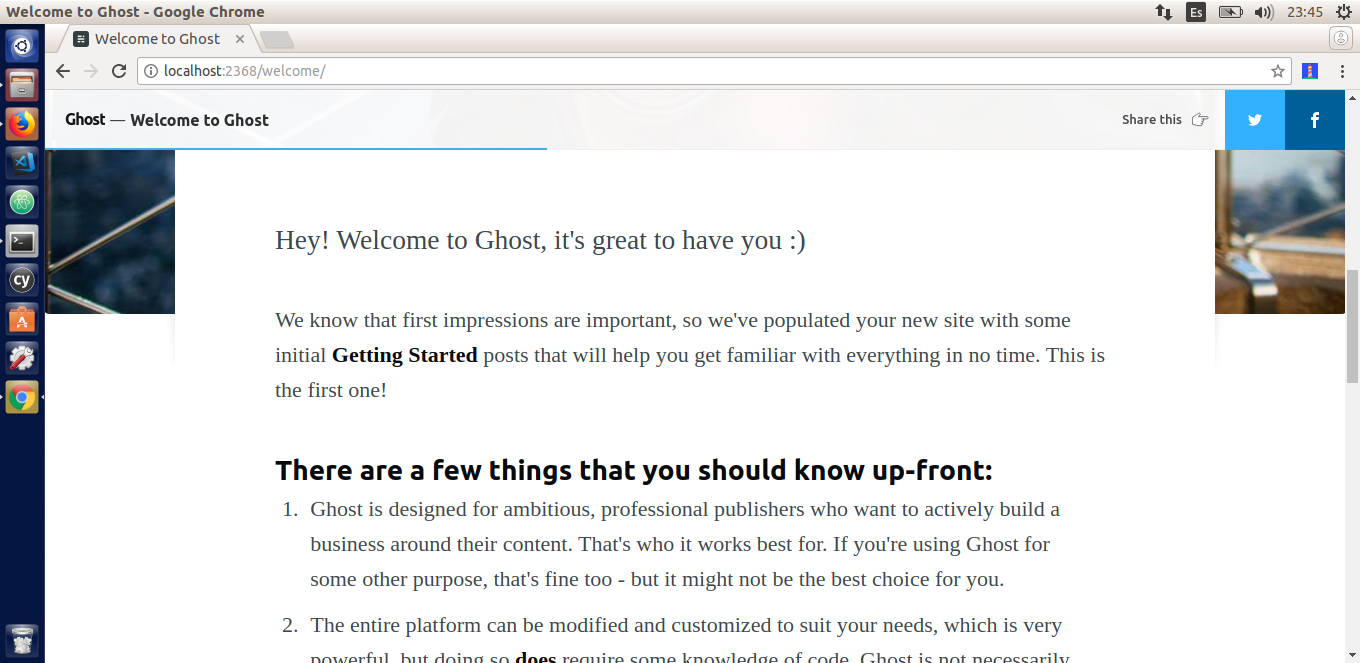 Welcome to Ghost - Google Chrome
Es
23:45
Welcome to Ghost
localhost:2368/welcome/
Ghost — Welcome to Ghost
Share this
Hey! Welcome to Ghost, it's great to have you :)
We know that first impressions are important, so we've populated your new site with some
initial Getting Started posts that will help you get familiar with everything in no time. This is
the first one!
There are a few things that you should know up-front:
1. Ghost is designed for ambitious, professional publishers who want to actively build a
business around their content. That's who it works best for. If you're using Ghost for
some other purpose, that's fine too - but it might not be the best choice for you.
2. The entire platform can be modified and customized to suit your needs, which is very
powerful, but doing so does require some knowledge of code. Ghost is not necessarily
cy